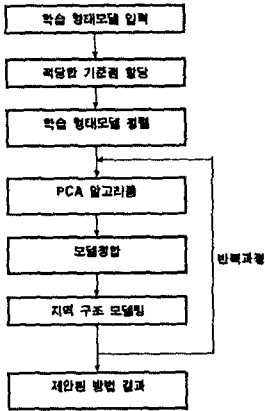 학습 형태모델 입력
적당한 기준점 할당
학습 형태모델 정렬
PCA 알고리즘
모델정합
반복과정
지역 구조 모델링
제안된 방법 결과